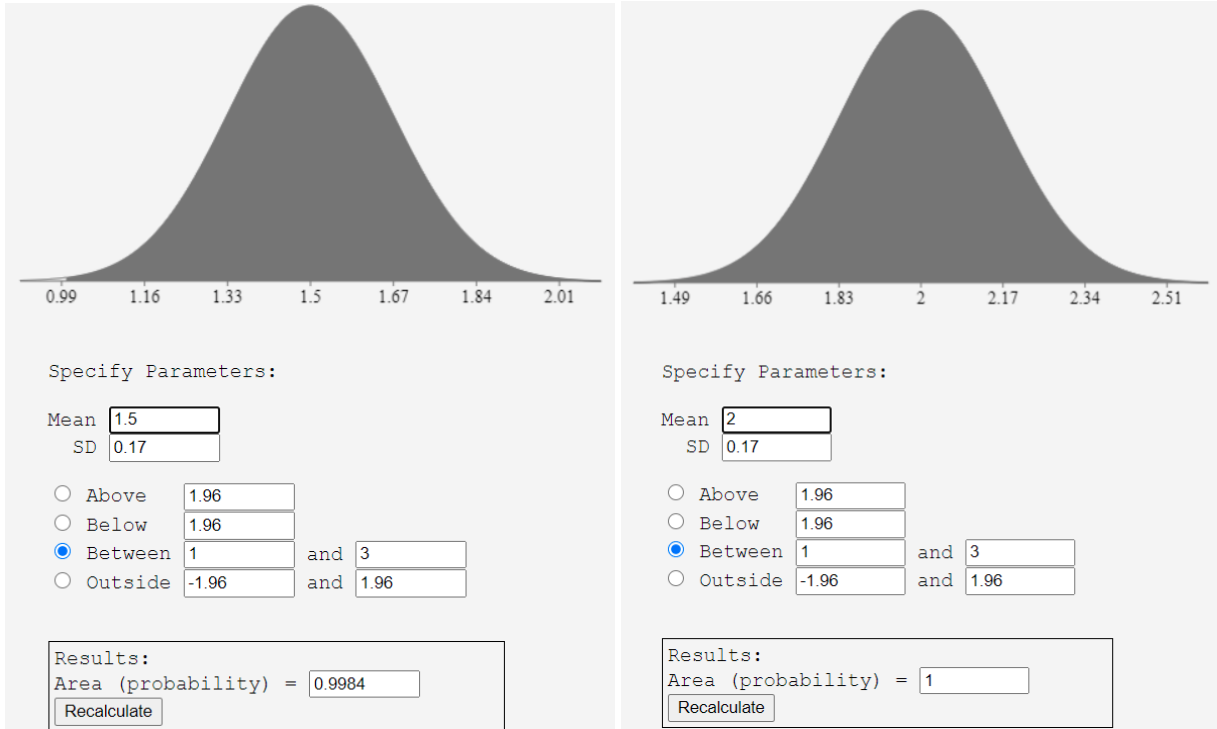 0.99 1.16 1.33 1.5 1.67 1.84 2.01
Specify Parameters:
Mean 1.5
SD 0.17
Above 1.96
Below 1.96
Between 1 and 3
Outside -1.96 and 1.96
Results:
Area (probability) = 0.9984
Recalculate
1.49 1.66 1.83 2 2.17 2.34 2.51
Specify Parameters:
Mean 2
SD 0.17
Above 1.96
Below 1.96
Between 1 and 3
Outside -1.96 and 1.96
Results:
Area (probability) = 1
Recalculate